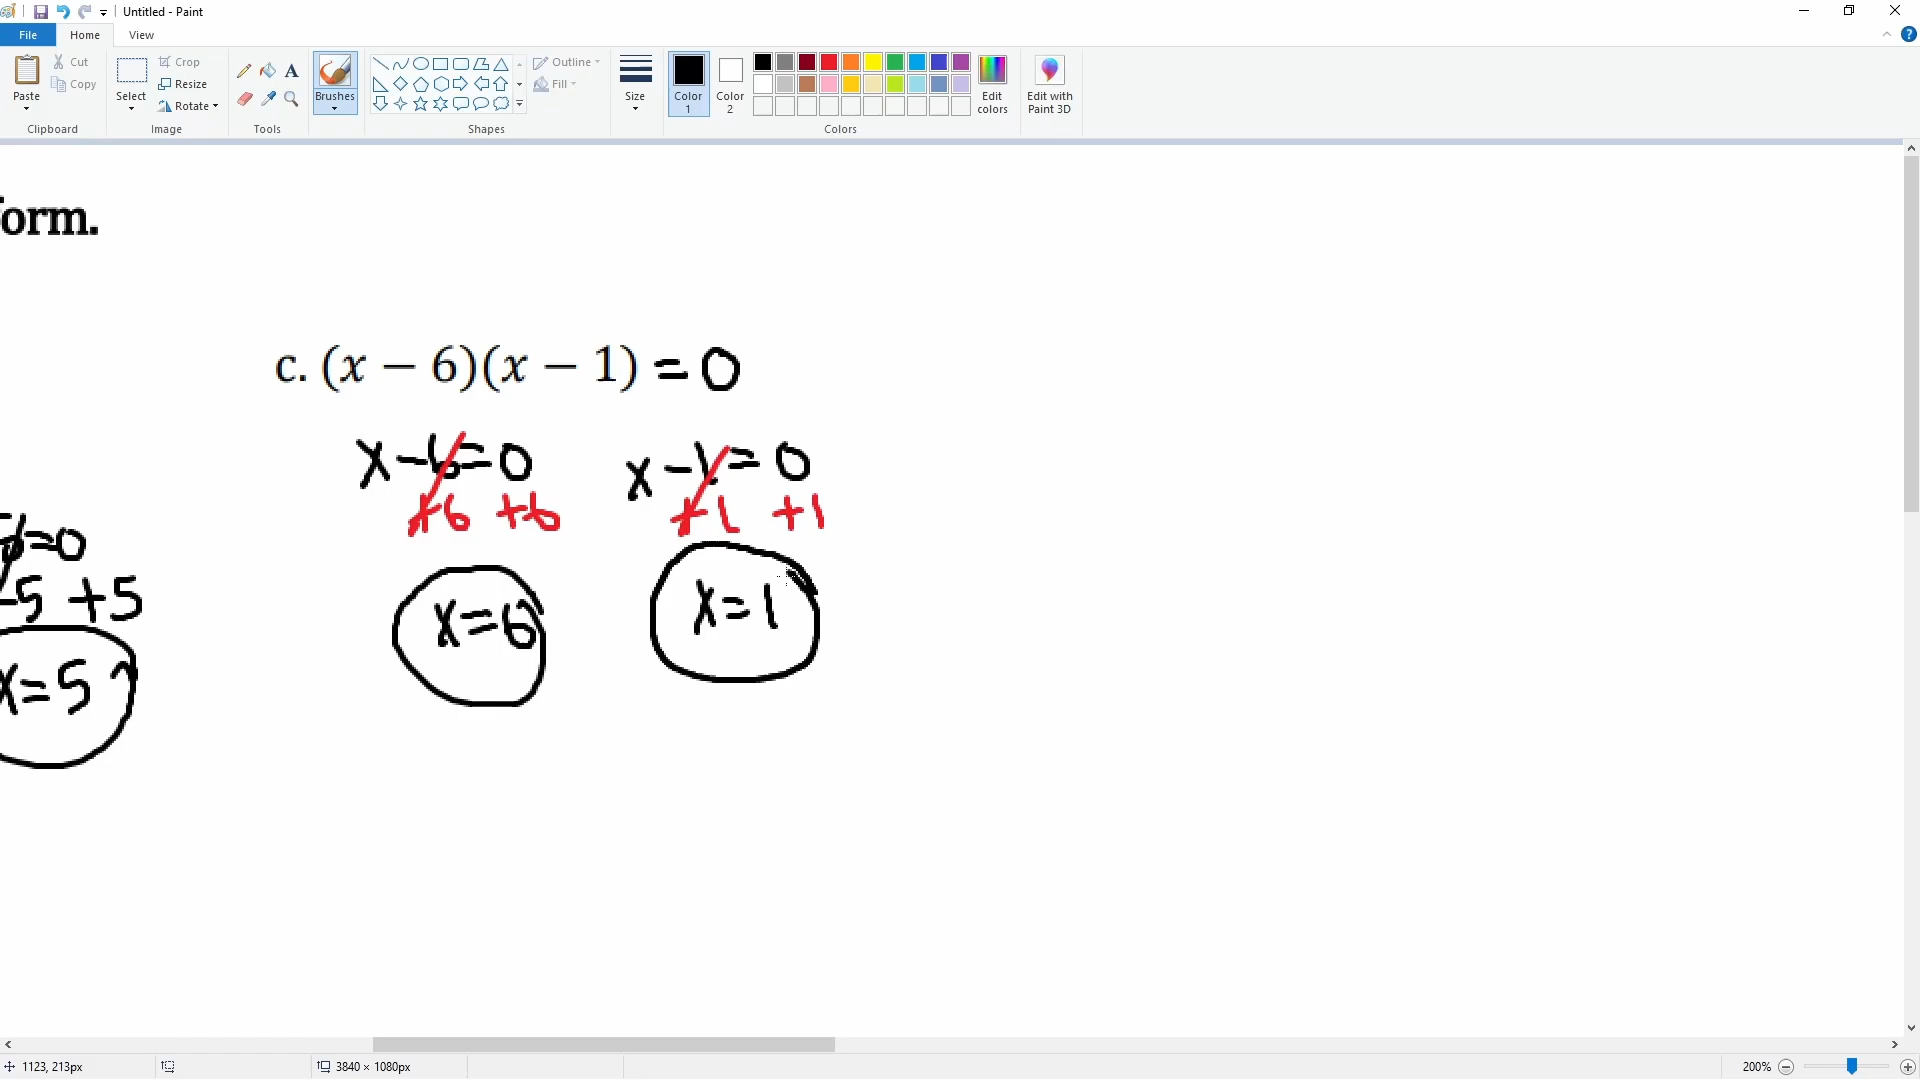 Untitled - Paint
File Home View
Paste
Cut
Copy
Clipboard
Select
Crop
Resize
Rotate
Image
Tools
Brushes
Shapes
Outline
Fill
Size
Color 1
Color 2
Edit colors
Colors
Edit with Paint 3D
form.
c. (x − 6)(x − 1) = 0
x − 6 = 0 x − 1 = 0
+6 +6 +1 +1
x = 6 x = 1
=0
5 +5
x = 5
1123, 213px
3840 × 1080px
200%